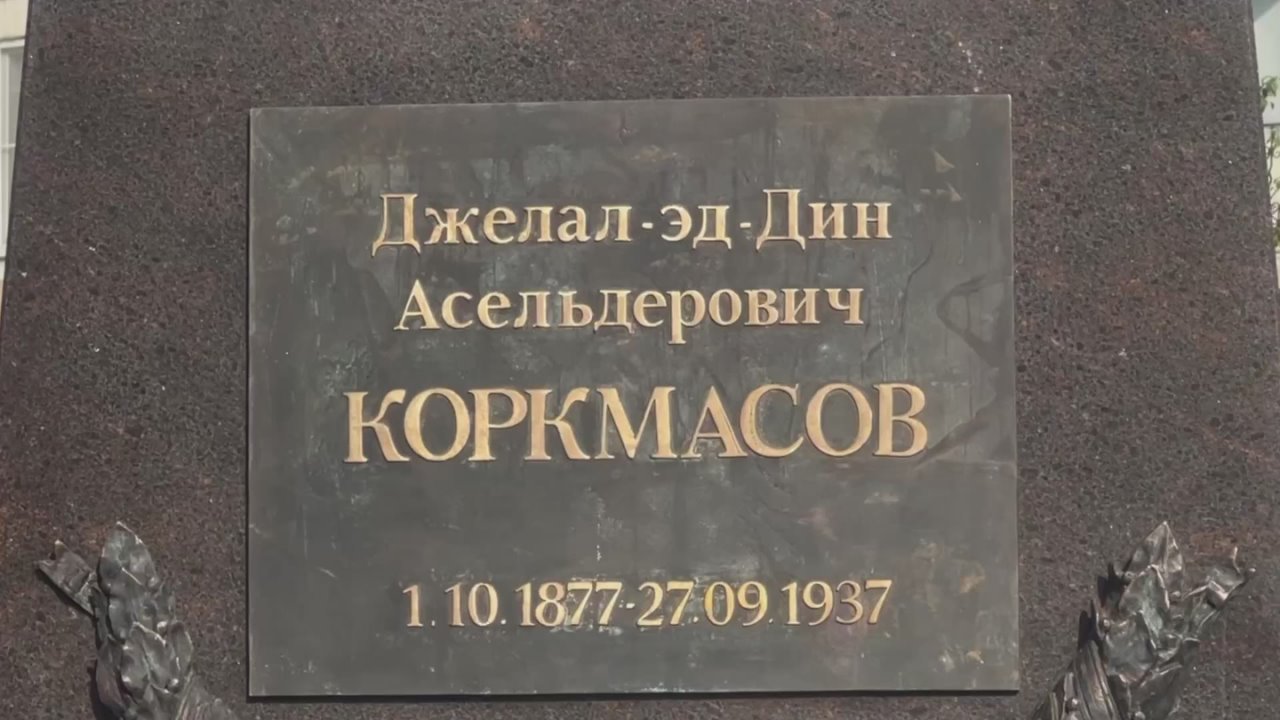 Джелал-эд-Дин
Асельдерович
КОРКМАСОВ
1.10.1877-27.09.1937